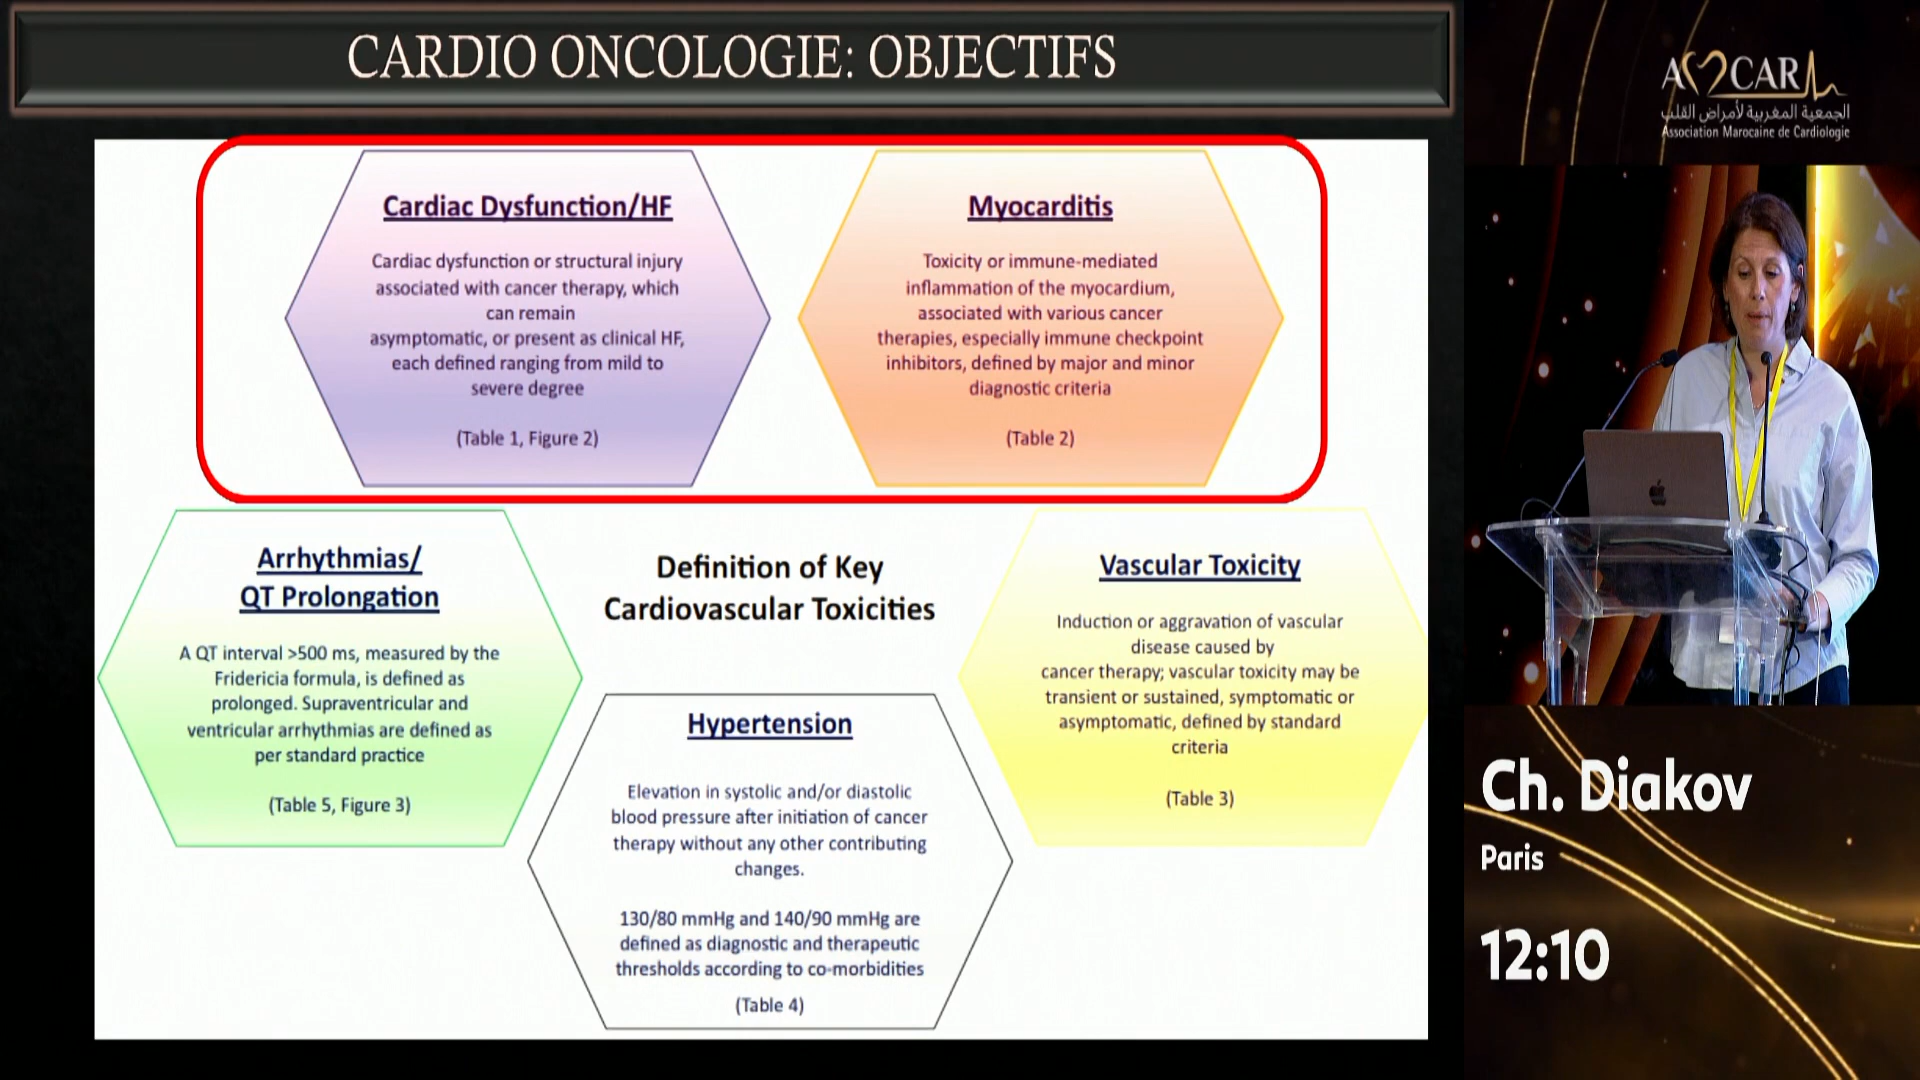 CARDIO ONCOLOGIE: OBJECTIFS
Cardiac Dysfunction/HF
Cardiac dysfunction or structural injury
associated with cancer therapy, which
can remain
asymptomatic, or present as clinical HF,
each defined ranging from mild to
severe degree
(Table 1, Figure 2)
Myocarditis
Toxicity or immune-mediated
inflammation of the myocardium,
associated with various cancer
therapies, especially immune checkpoint
inhibitors, defined by major and minor
diagnostic criteria
(Table 2)
Arrhythmias/
QT Prolongation
A QT interval >500 ms, measured by the
Fridericia formula, is defined as
prolonged. Supraventricular and
ventricular arrhythmias are defined as
per standard practice
(Table 5, Figure 3)
Definition of Key
Cardiovascular Toxicities
Vascular Toxicity
Induction or aggravation of vascular
disease caused by
cancer therapy; vascular toxicity may be
transient or sustained, symptomatic or
asymptomatic, defined by standard
criteria
(Table 3)
Hypertension
Elevation in systolic and/or diastolic
blood pressure after initiation of cancer
therapy without any other contributing
changes.
130/80 mmHg and 140/90 mmHg are
defined as diagnostic and therapeutic
thresholds according to co-morbidities
(Table 4)
AMCAR
الجمعية المغربية لأمراض القلب
Association Marocaine de Cardiologie
Ch. Diakov
Paris
12:10